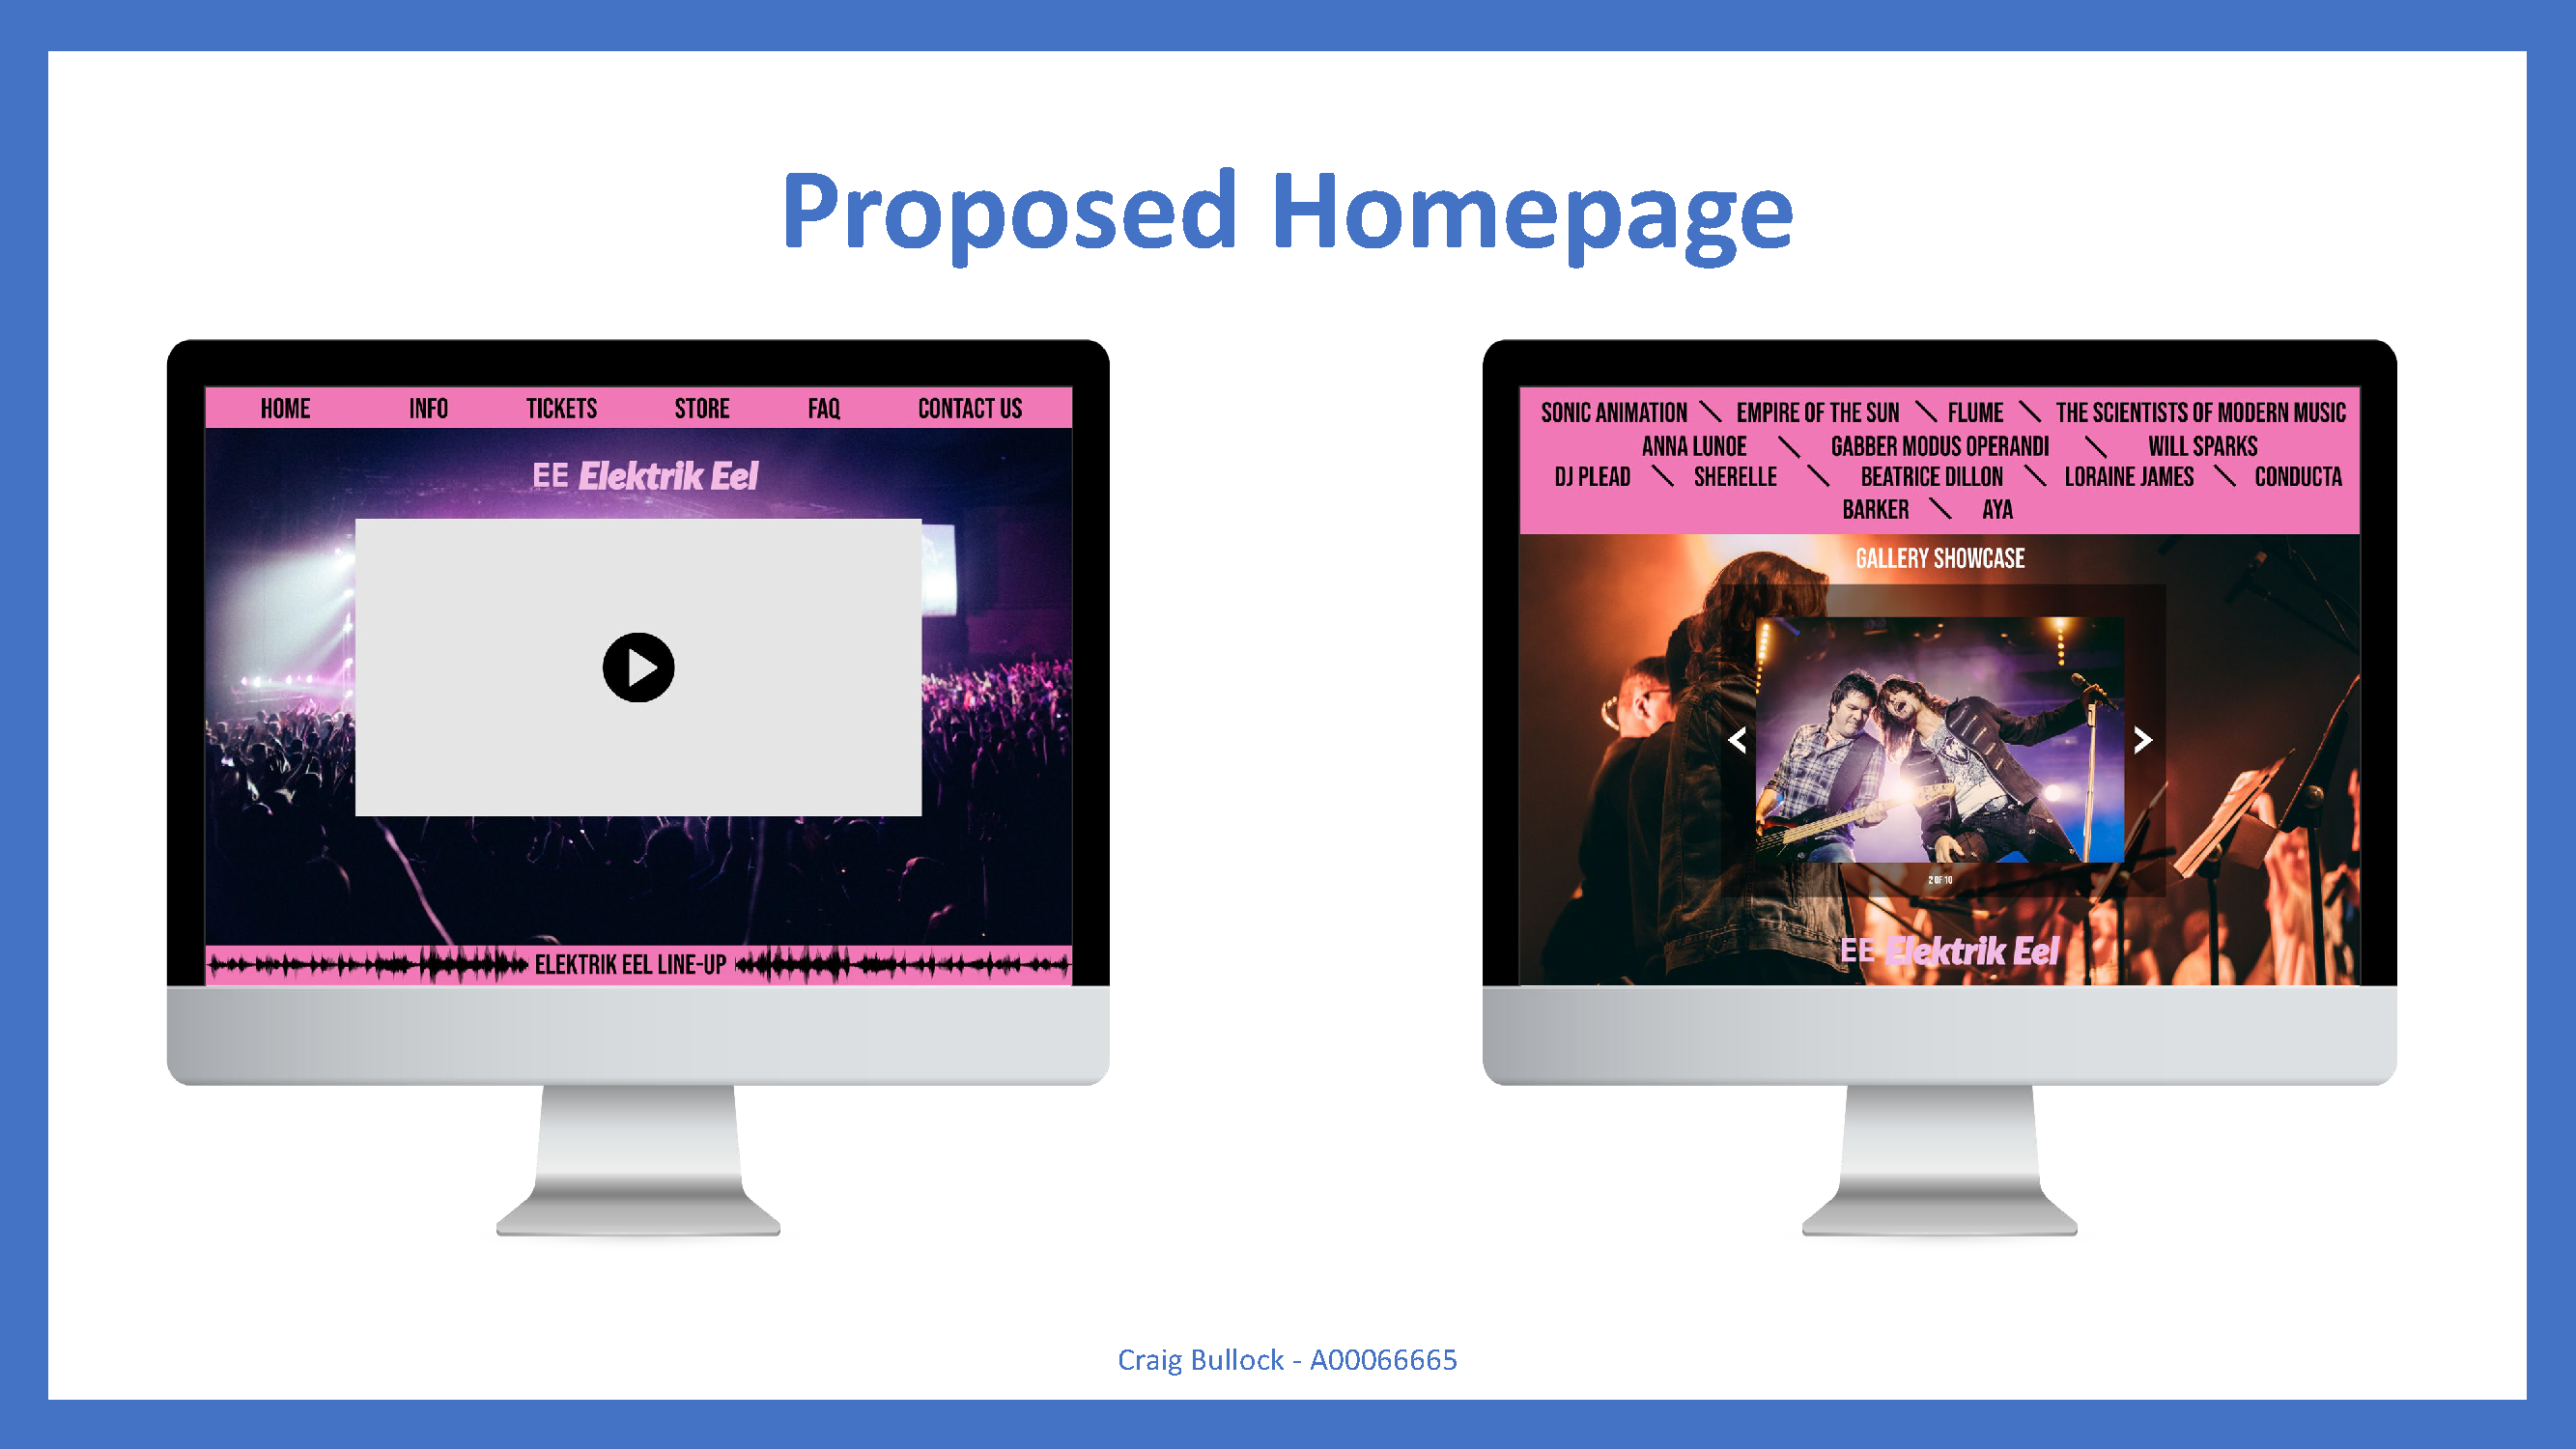 Proposed Homepage
HOME INFO TICKETS STORE FAQ CONTACT US
EE Elektrik Eel
ELEKTRIK EEL LINE-UP
SONIC ANIMATION \ EMPIRE OF THE SUN \ FLUME \ THE SCIENTISTS OF MODERN MUSIC
ANNA LUNOE \ GABBER MODUS OPERANDI \ WILL SPARKS
DJ PLEAD \ SHERELLE \ BEATRICE DILLON \ LORAINE JAMES \ CONDUCTA
BARKER \ AYA
GALLERY SHOWCASE
< >
2 OF 10
EE Elektrik Eel
Craig Bullock - A00066665